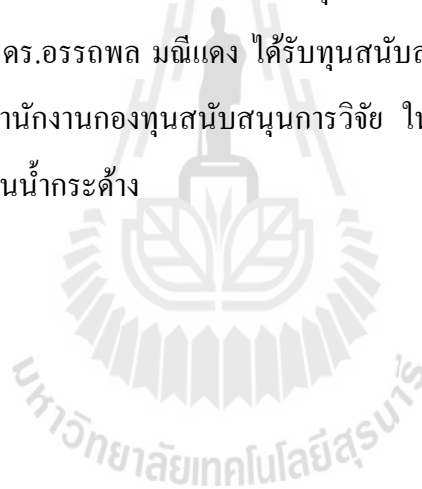 ดร.อรรถพล มณีแดง ได้รับทุนสนับส
านักงานกองทุนสนับสนุนการวิจัย ใน
นน้ำกระด้าง
มหาวิทยาลัยเทคโนโลยีสุรนารี